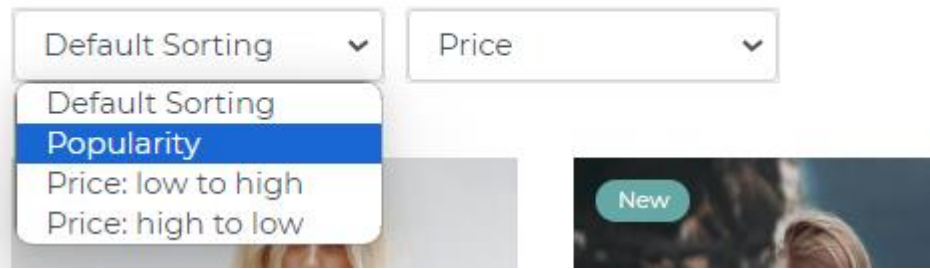 Default Sorting
Price
Default Sorting
Popularity
Price: low to high
Price: high to low
New